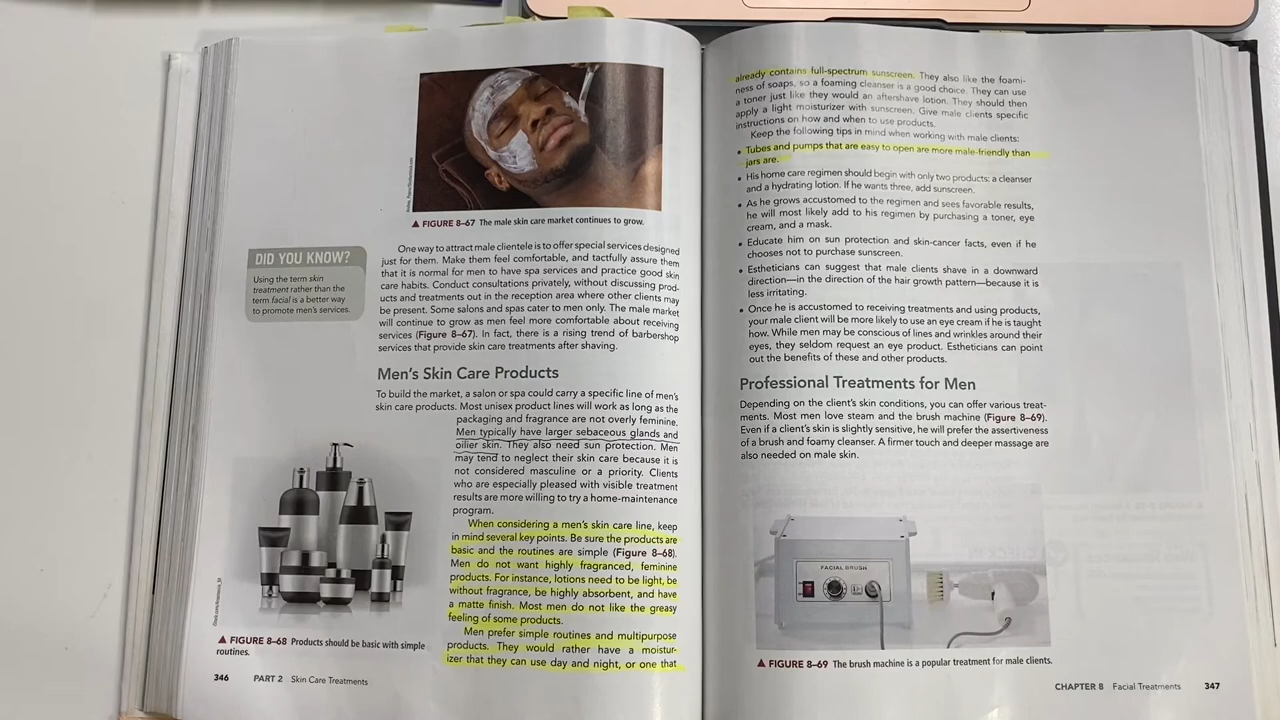 ▲ FIGURE 8–67 The male skin care market continues to grow.
DID YOU KNOW?
Using the term skin
treatment rather than the
term facial is a better way
to promote men's services.
One way to attract male clientele is to offer special services designed
just for them. Make them feel comfortable, and tactfully assure them
that it is normal for men to have spa services and practice good skin
care habits. Conduct consultations privately, without discussing prod-
ucts and treatments out in the reception area where other clients may
be present. Some salons and spas cater to men only. The male market
will continue to grow as men feel more comfortable about receiving
services (Figure 8–67). In fact, there is a rising trend of barbershop
services that provide skin care treatments after shaving.
Men's Skin Care Products
To build the market, a salon or spa could carry a specific line of men's
skin care products. Most unisex product lines will work as long as the
packaging and fragrance are not overly feminine.
Men typically have larger sebaceous glands and
oilier skin. They also need sun protection. Men
may tend to neglect their skin care because it is
not considered masculine or a priority. Clients
who are especially pleased with visible treatment
results are more willing to try a home-maintenance
program.
When considering a men's skin care line, keep
in mind several key points. Be sure the products are
basic and the routines are simple (Figure 8–68).
Men do not want highly fragranced, feminine
products. For instance, lotions need to be light, be
without fragrance, be highly absorbent, and have
a matte finish. Most men do not like the greasy
feeling of some products.
Men prefer simple routines and multipurpose
products. They would rather have a moistur-
izer that they can use day and night, or one that
▲ FIGURE 8–68 Products should be basic with simple
routines.
346 PART 2 Skin Care Treatments
already contains full-spectrum sunscreen. They also like the foami-
ness of soaps, so a foaming cleanser is a good choice. They can use
a toner just like they would an aftershave lotion. They should then
apply a light moisturizer with sunscreen. Give male clients specific
instructions on how and when to use products.
Keep the following tips in mind when working with male clients:
• Tubes and pumps that are easy to open are more male-friendly than
jars are.
• His home care regimen should begin with only two products: a cleanser
and a hydrating lotion. If he wants three, add sunscreen.
• As he grows accustomed to the regimen and sees favorable results,
he will most likely add to his regimen by purchasing a toner, eye
cream, and a mask.
• Educate him on sun protection and skin-cancer facts, even if he
chooses not to purchase sunscreen.
• Estheticians can suggest that male clients shave in a downward
direction—in the direction of the hair growth pattern—because it is
less irritating.
• Once he is accustomed to receiving treatments and using products,
your male client will be more likely to use an eye cream if he is taught
how. While men may be conscious of lines and wrinkles around their
eyes, they seldom request an eye product. Estheticians can point
out the benefits of these and other products.
Professional Treatments for Men
Depending on the client's skin conditions, you can offer various treat-
ments. Most men love steam and the brush machine (Figure 8–69).
Even if a client's skin is slightly sensitive, he will prefer the assertiveness
of a brush and foamy cleanser. A firmer touch and deeper massage are
also needed on male skin.
FACIAL BRUSH
▲ FIGURE 8–69 The brush machine is a popular treatment for male clients.
CHAPTER 8 Facial Treatments 347